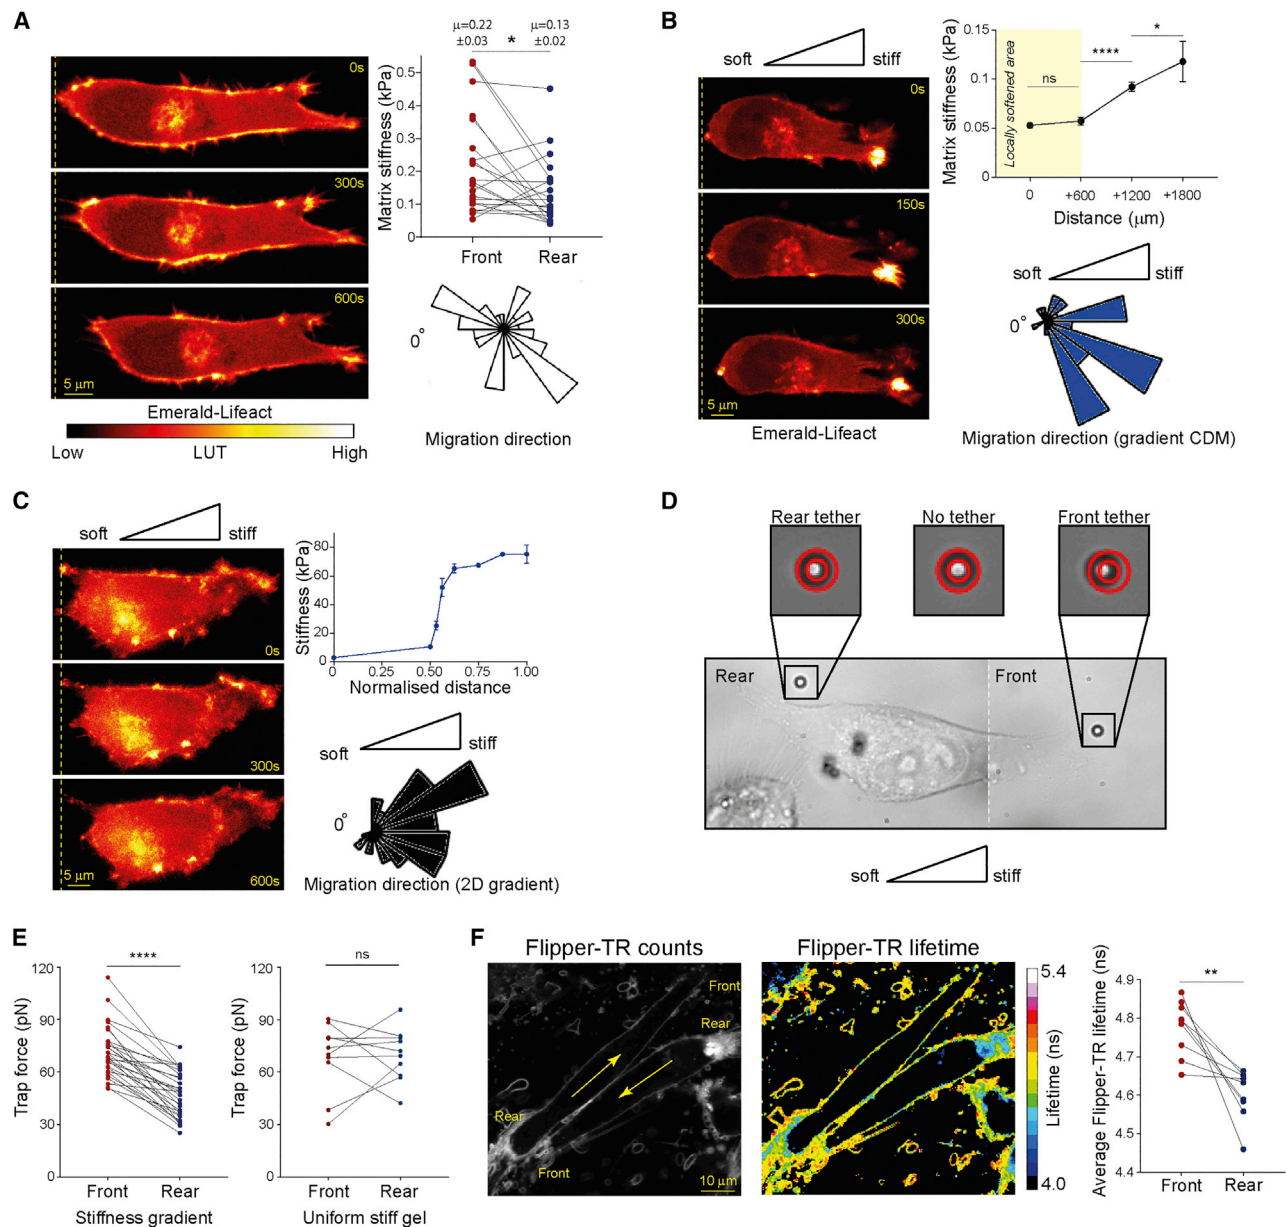 A
0s
300s
600s
5 μm
Emerald-Lifeact
Low LUT High
μ=0.22 μ=0.13
±0.03 * ±0.02
Matrix stiffness (kPa)
0.5
0.4
0.3
0.2
0.1
0
Front Rear
0°
Migration direction
B
soft stiff
0s
150s
300s
5 μm
Emerald-Lifeact
Matrix stiffness (kPa)
0.15
0.1
0.05
0
Locally softened area
ns **** *
0 +600 +1200 +1800
Distance (μm)
soft stiff
0°
Migration direction (gradient CDM)
C
soft stiff
0s
300s
600s
5 μm
Stiffness (kPa)
80
60
40
20
0
0 0.25 0.50 0.75 1.00
Normalised distance
soft stiff
0°
Migration direction (2D gradient)
D
Rear tether No tether Front tether
Rear Front
soft stiff
E
****
Trap force (pN)
120
90
60
30
0
Front Rear
Stiffness gradient
ns
Trap force (pN)
120
90
60
30
0
Front Rear
Uniform stiff gel
F
Flipper-TR counts
Front
Rear
Rear
Front
10 μm
Flipper-TR lifetime
5.4
Lifetime (ns)
4.0
Average Flipper-TR lifetime (ns)
**
4.9
4.8
4.7
4.6
4.5
4.4
Front Rear